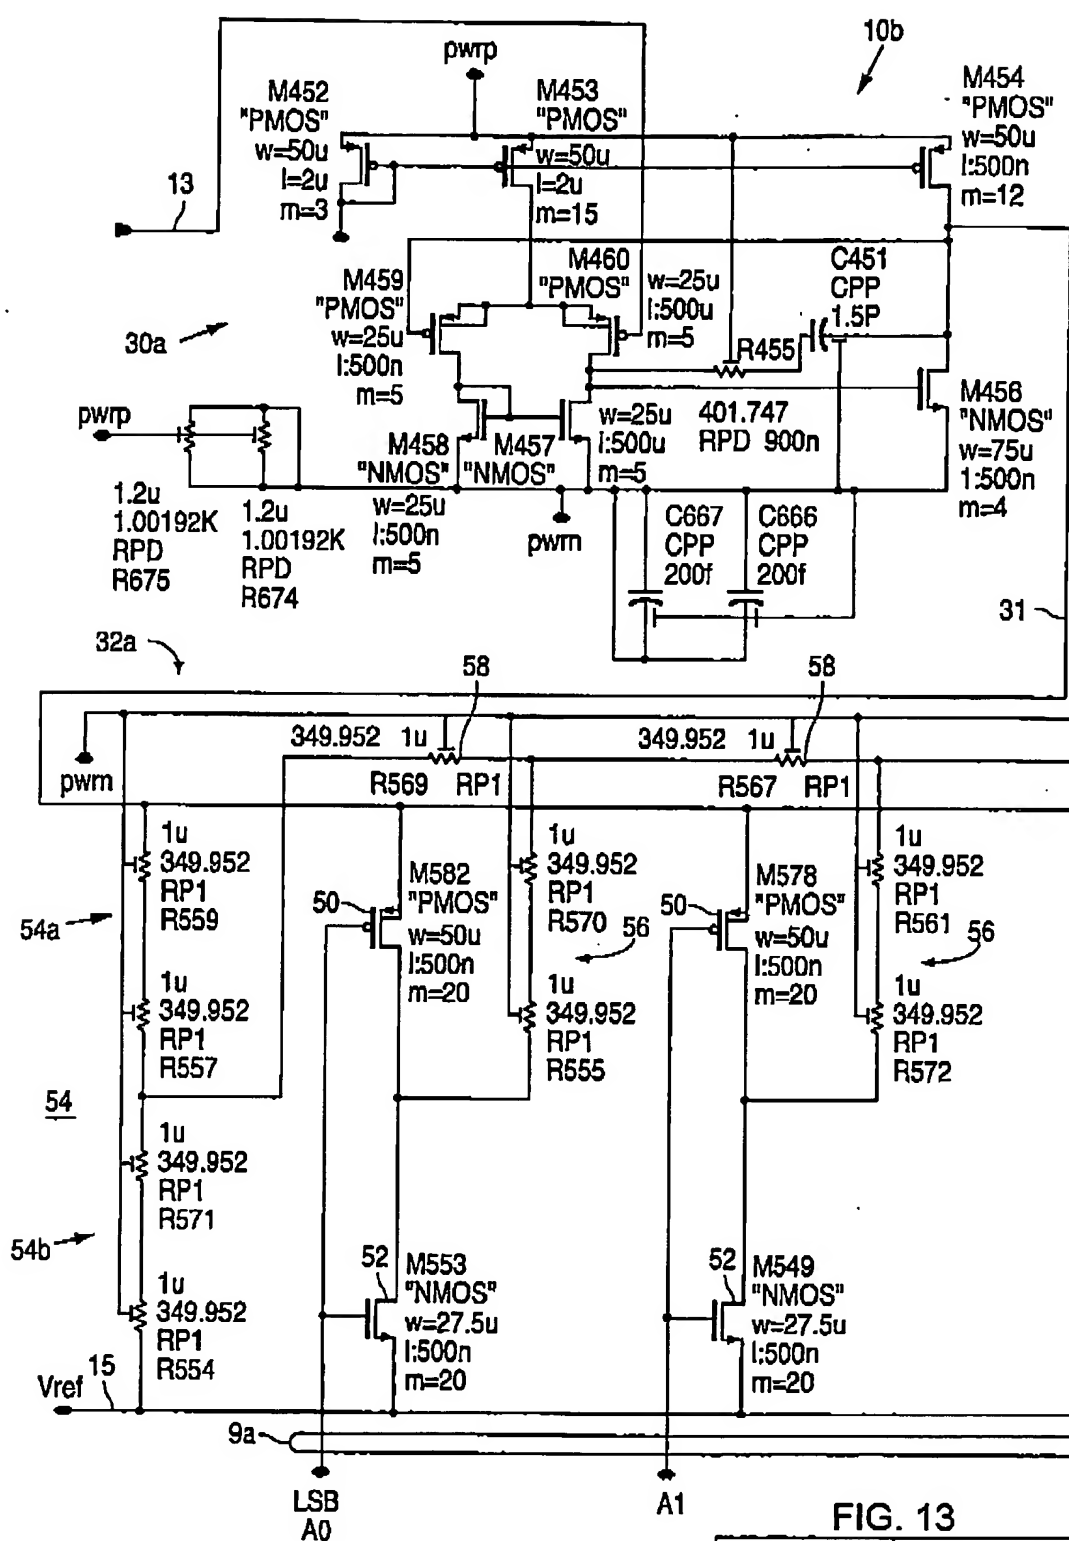 10b
pwrp
M452
"PMOS"
w=50u
l=2u
m=3
M453
"PMOS"
w=50u
l=2u
m=15
M454
"PMOS"
w=50u
l:500n
m=12
13
M459
"PMOS"
w=25u
l:500n
m=5
M460
"PMOS"
w=25u
l:500u
m=5
C451
CPP
1.5P
30a
R455
401.747
RPD 900n
M456
"NMOS"
w=75u
1:500n
m=4
pwrp
M458
"NMOS"
w=25u
l:500n
m=5
M457
"NMOS"
w=25u
l:500u
m=5
pwrn
1.2u
1.00192K
RPD
R675
1.2u
1.00192K
RPD
R674
C667
CPP
200f
C666
CPP
200f
31
32a
58
58
pwrn
349.952 1u
R569 RP1
349.952 1u
R567 RP1
1u
349.952
RP1
R559
54a
50
M582
"PMOS"
w=50u
l:500n
m=20
1u
349.952
RP1
R570
56
50
M578
"PMOS"
w=50u
l:500n
m=20
1u
349.952
RP1
R561
56
1u
349.952
RP1
R557
1u
349.952
RP1
R555
1u
349.952
RP1
R572
54
1u
349.952
RP1
R571
54b
1u
349.952
RP1
R554
52
M553
"NMOS"
w=27.5u
l:500n
m=20
52
M549
"NMOS"
w=27.5u
l:500n
m=20
Vref
15
9a
LSB
A0
A1
FIG. 13